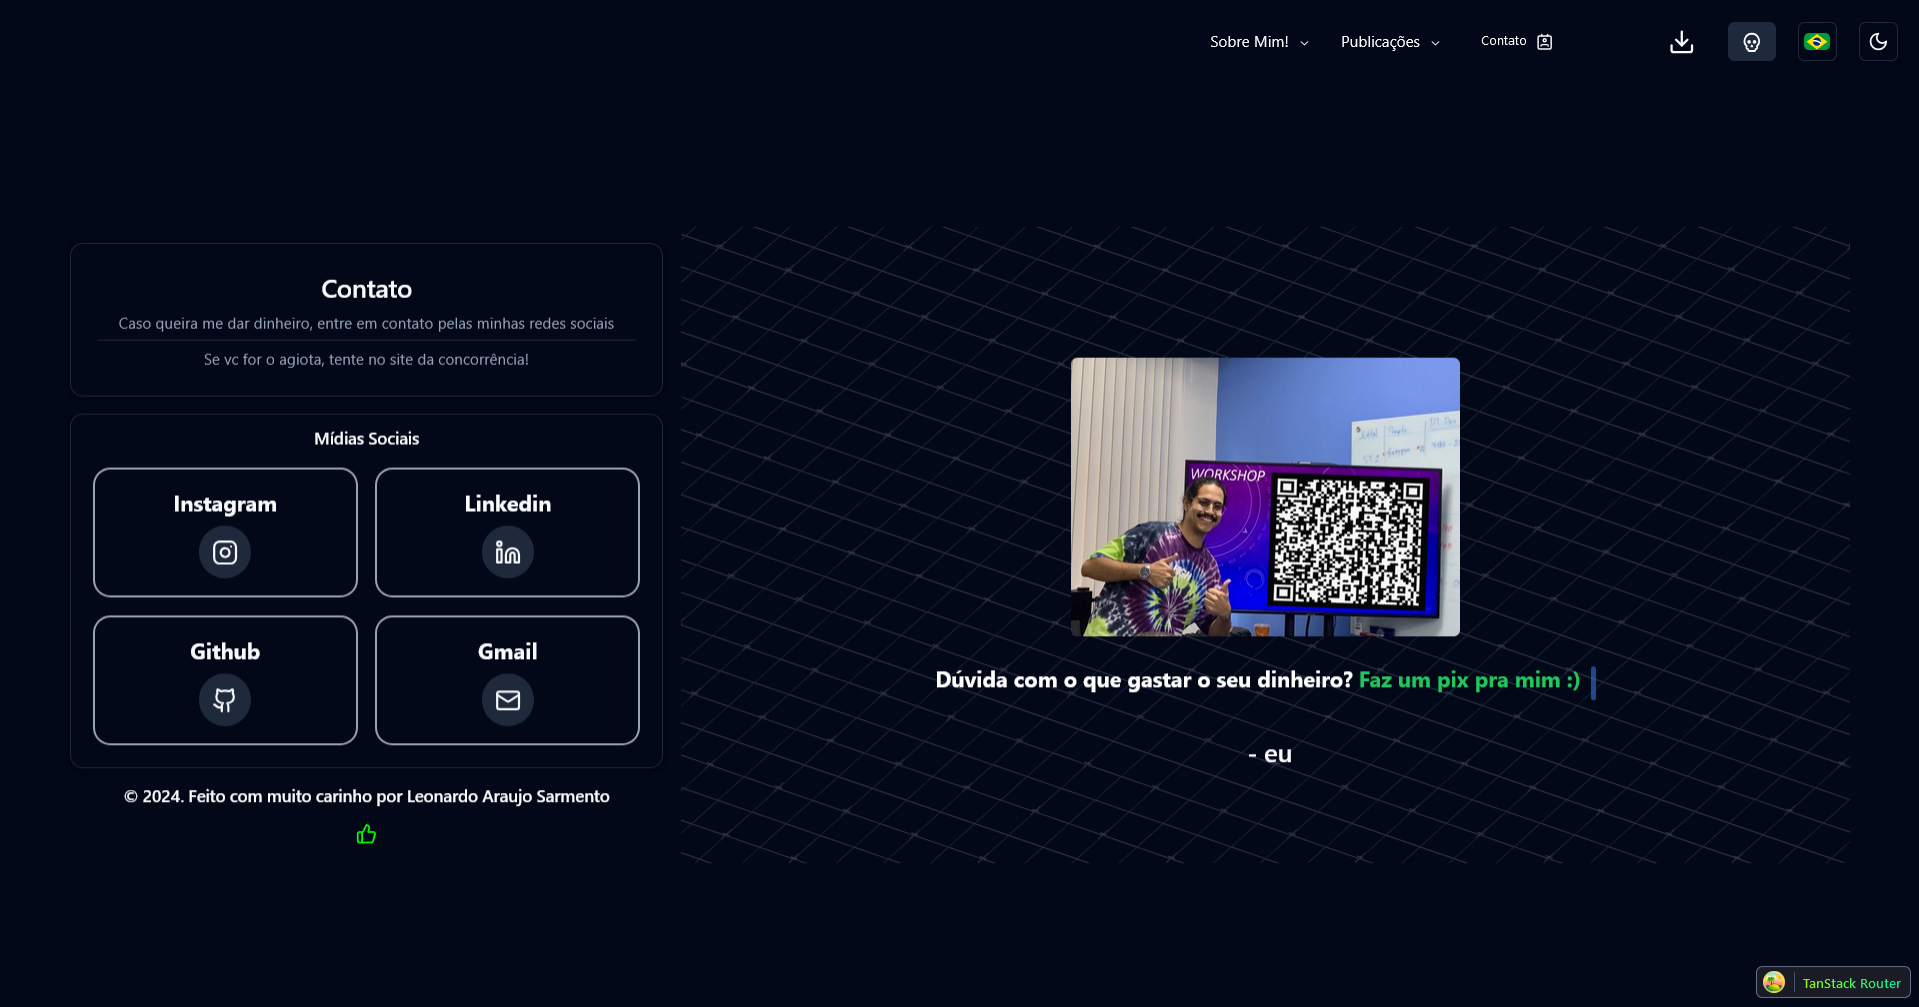 Sobre Mim!
Publicações
Contato
Contato
Caso queira me dar dinheiro, entre em contato pelas minhas redes sociais
Se vc for o agiota, tente no site da concorrência!
Mídias Sociais
Instagram
Linkedin
Github
Gmail
© 2024. Feito com muito carinho por Leonardo Araujo Sarmento
WORKSHOP
Dúvida com o que gastar o seu dinheiro? Faz um pix pra mim :)
- eu
TanStack Router